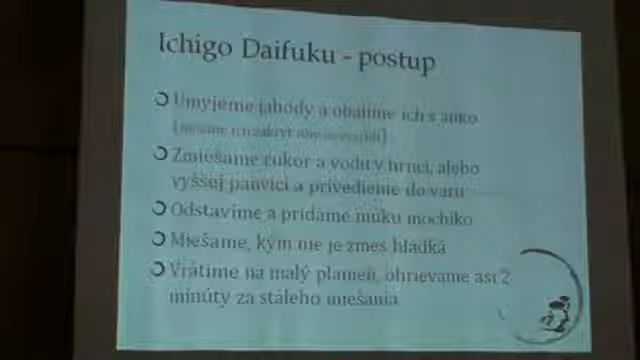 Ichigo Daifuku - postup
Umyjeme jahody a obalíme ich s anko
Zmiešame cukor a vodu v hrnci, alebo
vyššej panvici a privedieme do varu
Odstavíme a pridáme múku mochiko
Miešame, kým nie je zmes hladká
Vrátime na malý plameň, ohrievame asi 2
minúty za stáleho miešania